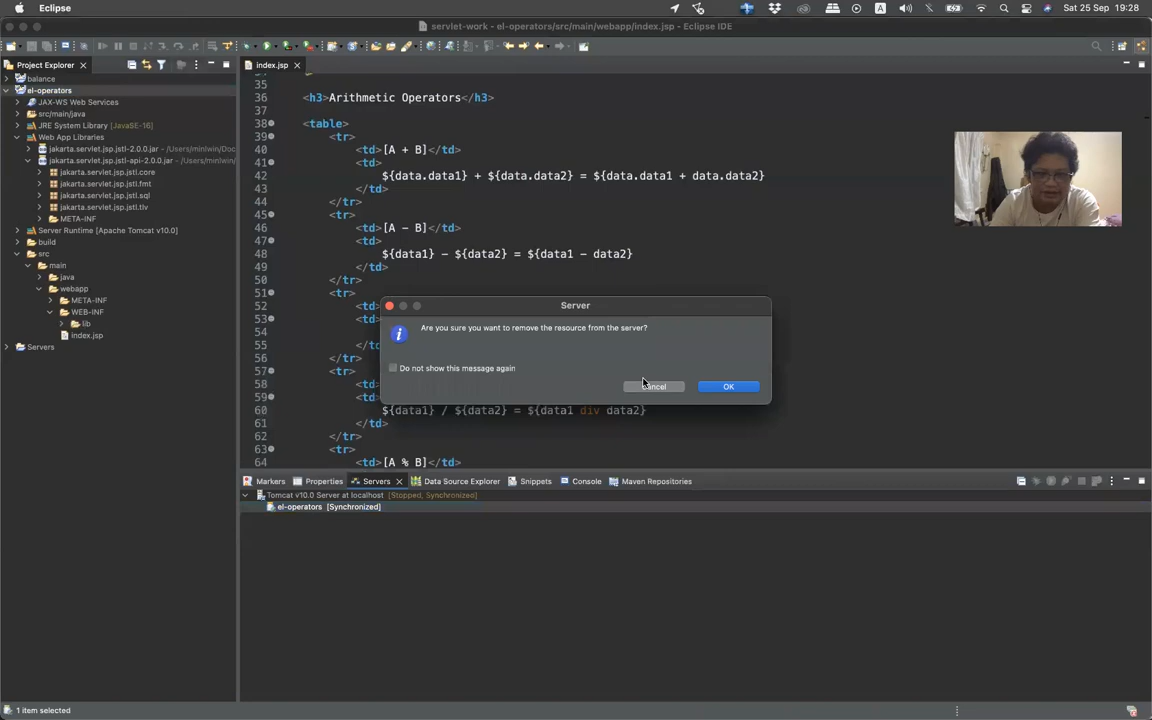 Eclipse
A
Sat 25 Sep 19:28
servlet-work - el-operators/src/main/webapp/index.jsp - Eclipse IDE
Project Explorer
balance
el-operators
JAX-WS Web Services
src/main/java
JRE System Library [JavaSE-16]
Web App Libraries
jakarta.servlet.jsp.jstl-2.0.0.jar - /Users/minlwin/Doc
jakarta.servlet.jsp.jstl-api-2.0.0.jar - /Users/minlwin/
jakarta.servlet.jsp.jstl.core
jakarta.servlet.jsp.jstl.fmt
jakarta.servlet.jsp.jstl.sql
jakarta.servlet.jsp.jstl.tlv
META-INF
Server Runtime [Apache Tomcat v10.0]
build
src
main
java
webapp
META-INF
WEB-INF
lib
index.jsp
Servers
index.jsp
35
36 <h3>Arithmetic Operators</h3>
37
38 <table>
39 <tr>
40 <td>[A + B]</td>
41 <td>
42 ${data.data1} + ${data.data2} = ${data.data1 + data.data2}
43 </td>
44 </tr>
45 <tr>
46 <td>[A - B]</td>
47 <td>
48 ${data1} - ${data2} = ${data1 - data2}
49 </td>
50 </tr>
51 <tr>
52 <td>
53 <td>
54
55 </td>
56 </tr>
57 <tr>
58 <td>
59 <td>
60 ${data1} / ${data2} = ${data1 div data2}
61 </td>
62 </tr>
63 <tr>
64 <td>[A % B]</td>
Server
Are you sure you want to remove the resource from the server?
Do not show this message again
Cancel
OK
Markers
Properties
Servers
Data Source Explorer
Snippets
Console
Maven Repositories
Tomcat v10.0 Server at localhost [Stopped, Synchronized]
el-operators [Synchronized]
1 item selected